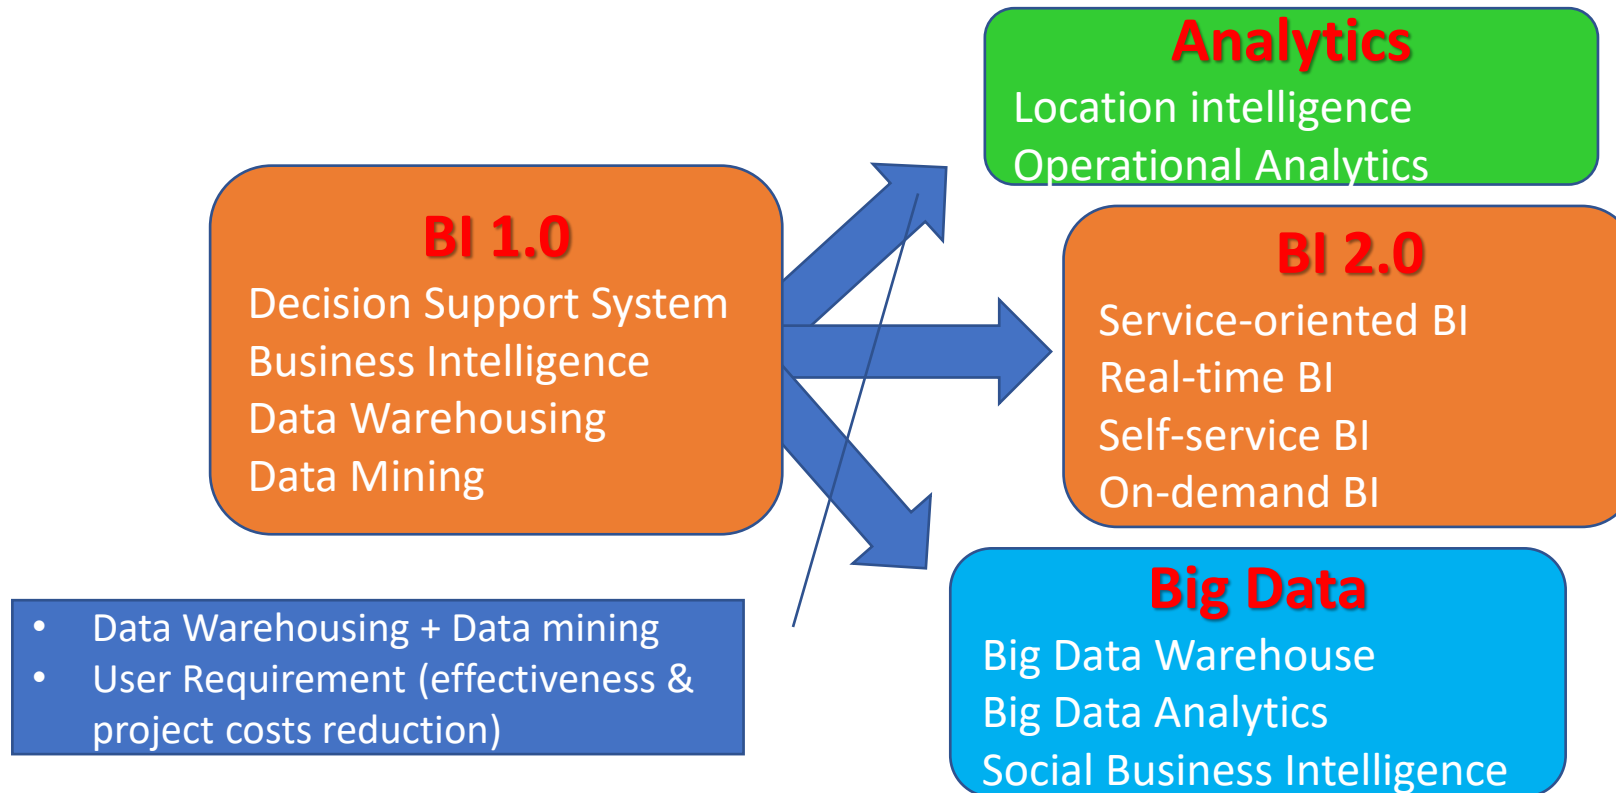 Analytics
Location intelligence
Operational Analytics
BI 1.0
Decision Support System
Business Intelligence
Data Warehousing
Data Mining
BI 2.0
Service-oriented BI
Real-time BI
Self-service BI
On-demand BI
• Data Warehousing + Data mining
• User Requirement (effectiveness &
project costs reduction)
Big Data
Big Data Warehouse
Big Data Analytics
Social Business Intelligence